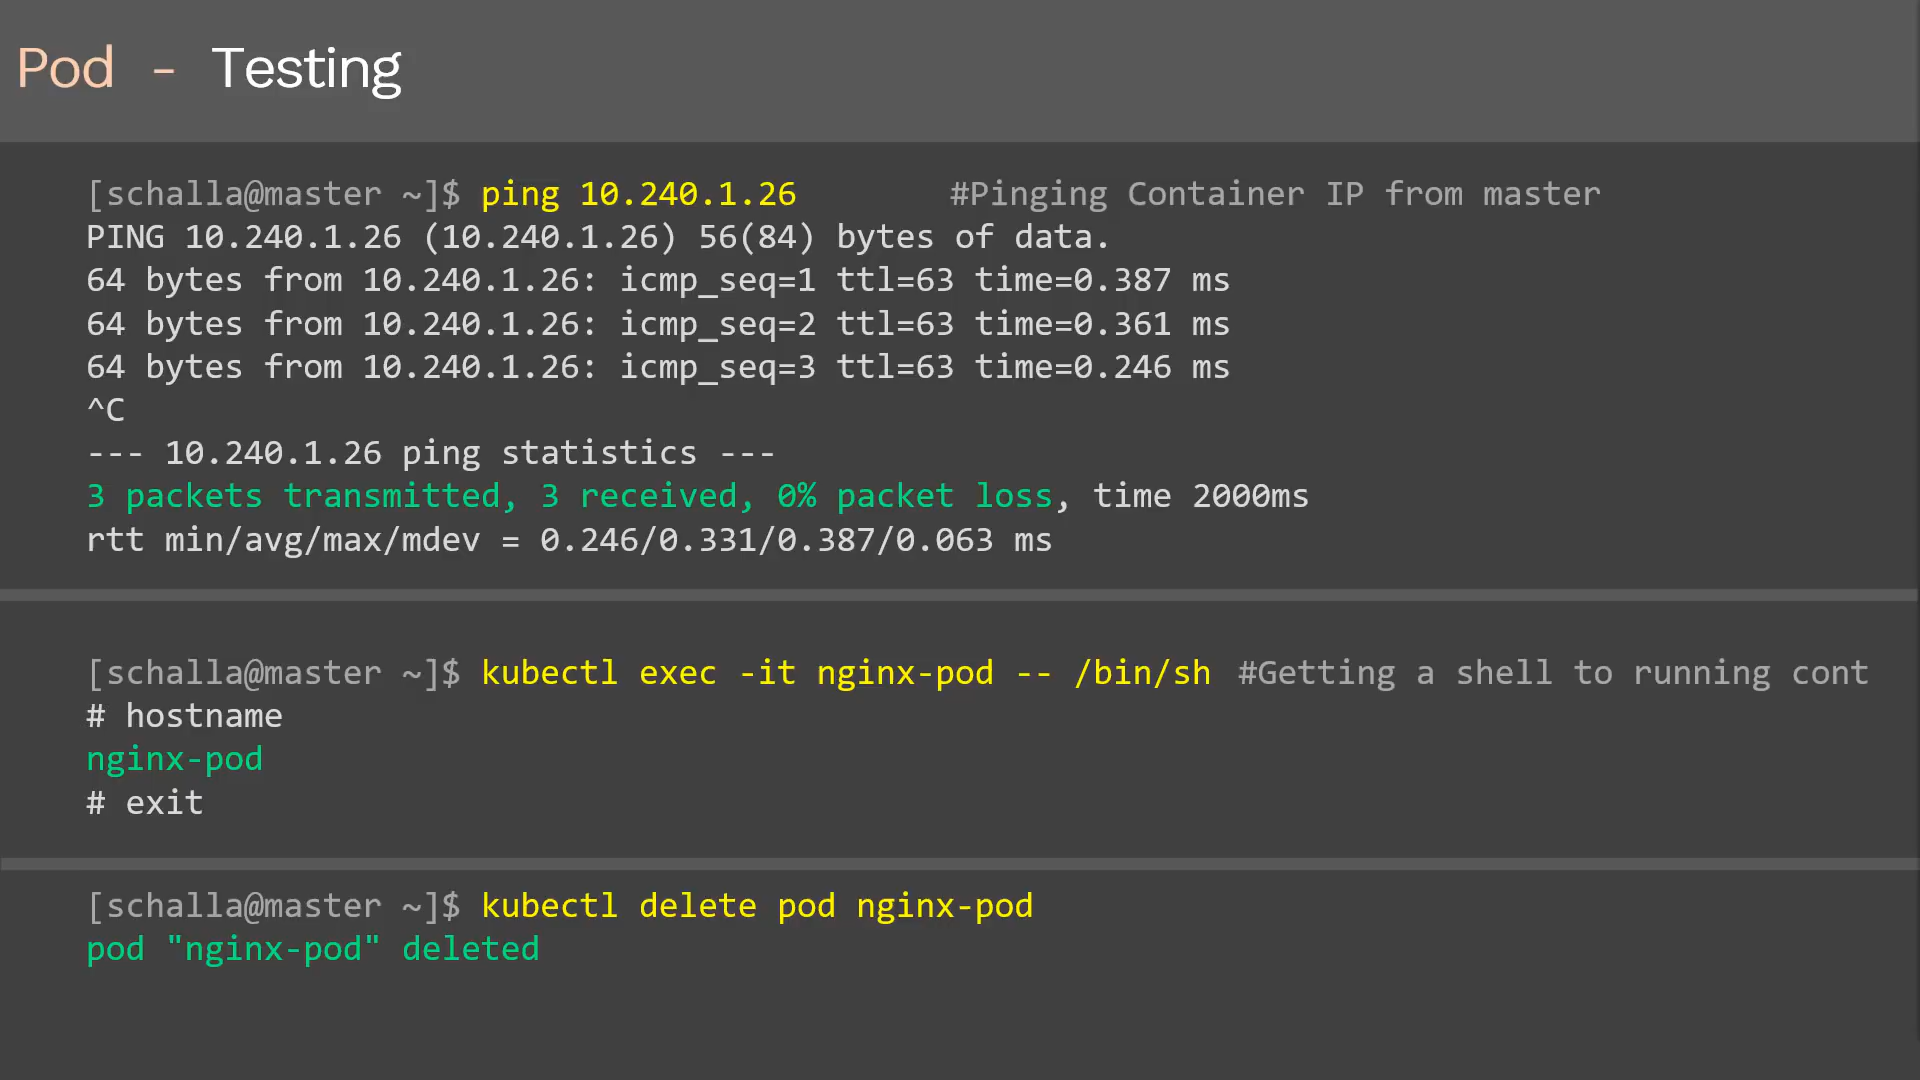 Pod - Testing
[schalla@master ~]$ ping 10.240.1.26 #Pinging Container IP from master
PING 10.240.1.26 (10.240.1.26) 56(84) bytes of data.
64 bytes from 10.240.1.26: icmp_seq=1 ttl=63 time=0.387 ms
64 bytes from 10.240.1.26: icmp_seq=2 ttl=63 time=0.361 ms
64 bytes from 10.240.1.26: icmp_seq=3 ttl=63 time=0.246 ms
^C
--- 10.240.1.26 ping statistics ---
3 packets transmitted, 3 received, 0% packet loss, time 2000ms
rtt min/avg/max/mdev = 0.246/0.331/0.387/0.063 ms
[schalla@master ~]$ kubectl exec -it nginx-pod -- /bin/sh #Getting a shell to running cont
# hostname
nginx-pod
# exit
[schalla@master ~]$ kubectl delete pod nginx-pod
pod "nginx-pod" deleted